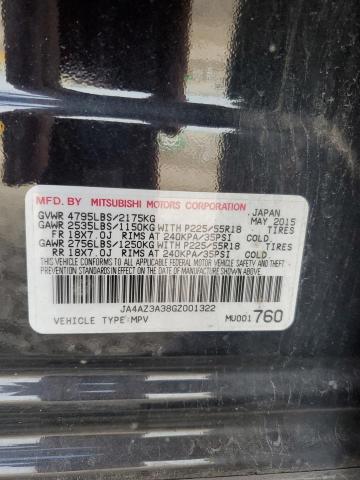 MFD. BY MITSUBISHI MOTORS CORPORATION
JAPAN
GVWR 4795LBS/2175KG MAY 2015
GAWR 2535LBS/1150KG WITH P225/55R18 TIRES
FR 18X7.0J RIMS AT 240KPA/35PSI COLD
GAWR 2756LBS/1250KG WITH P225/55R18 TIRES
RR 18X7.0J RIMS AT 240KPA/35PSI COLD
THIS VEHICLE CONFORMS TO ALL APPLICABLE FEDERAL MOTOR VEHICLE SAFETY AND THEFT PREVENTION STANDARDS IN EFFECT ON THE DATE OF MANUFACTURE SHOWN ABOVE.
JA4AZ3A38GZ001322
VEHICLE TYPE: MPV MU001760